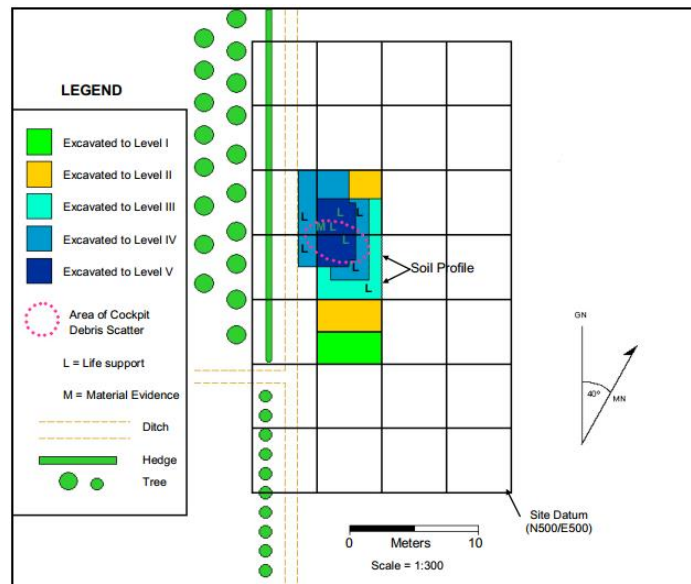 LEGEND
Excavated to Level I
Excavated to Level II
Excavated to Level III
Excavated to Level IV
Excavated to Level V
Area of Cockpit
Debris Scatter
L = Life support
M = Material Evidence
Ditch
Hedge
Tree
L
L
L
M L
L
L
L
L
Soil Profile
GN
40°
MN
Site Datum
(N500/E500)
0 Meters 10
Scale = 1:300